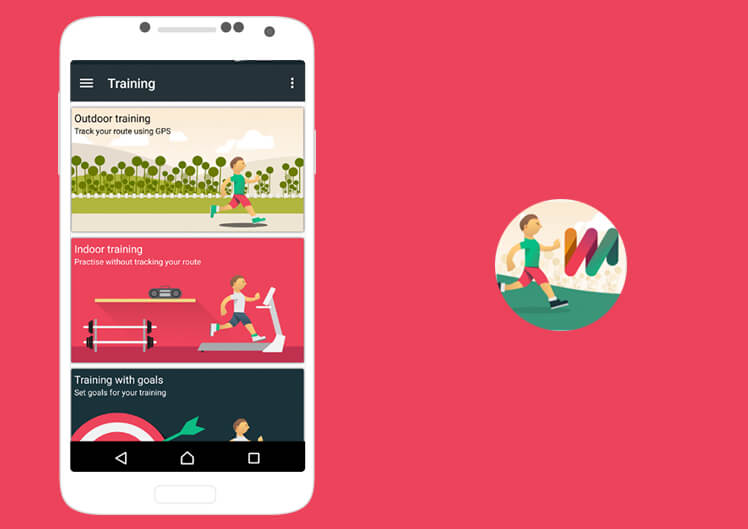 Training
Outdoor training
Track your route using GPS
Indoor training
Practise without tracking your route
Training with goals
Set goals for your training